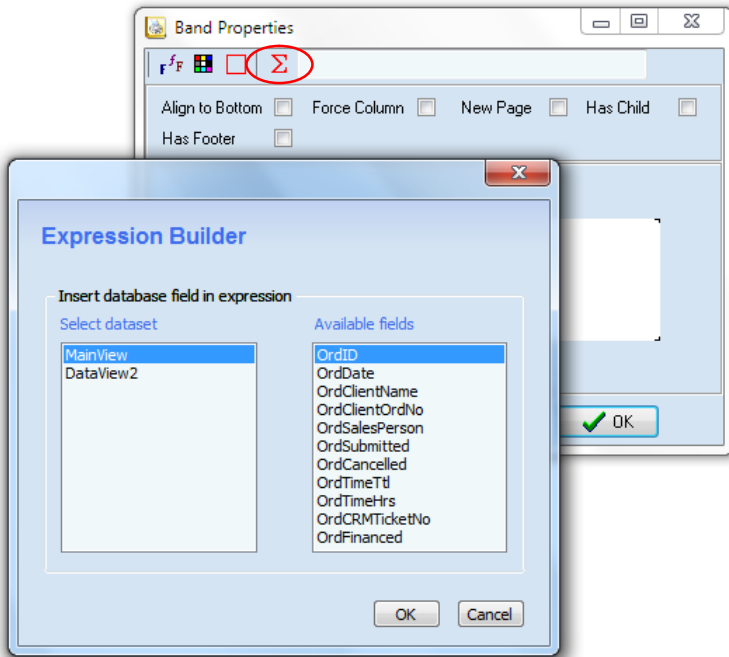 Band Properties
FfF Σ
Align to Bottom Force Column New Page Has Child
Has Footer
Expression Builder
Insert database field in expression
Select dataset Available fields
MainView
DataView2
OrdID
OrdDate
OrdClientName
OrdClientOrdNo
OrdSalesPerson
OrdSubmitted
OrdCancelled
OrdTimeTtl
OrdTimeHrs
OrdCRMTicketNo
OrdFinanced
OK
OK Cancel